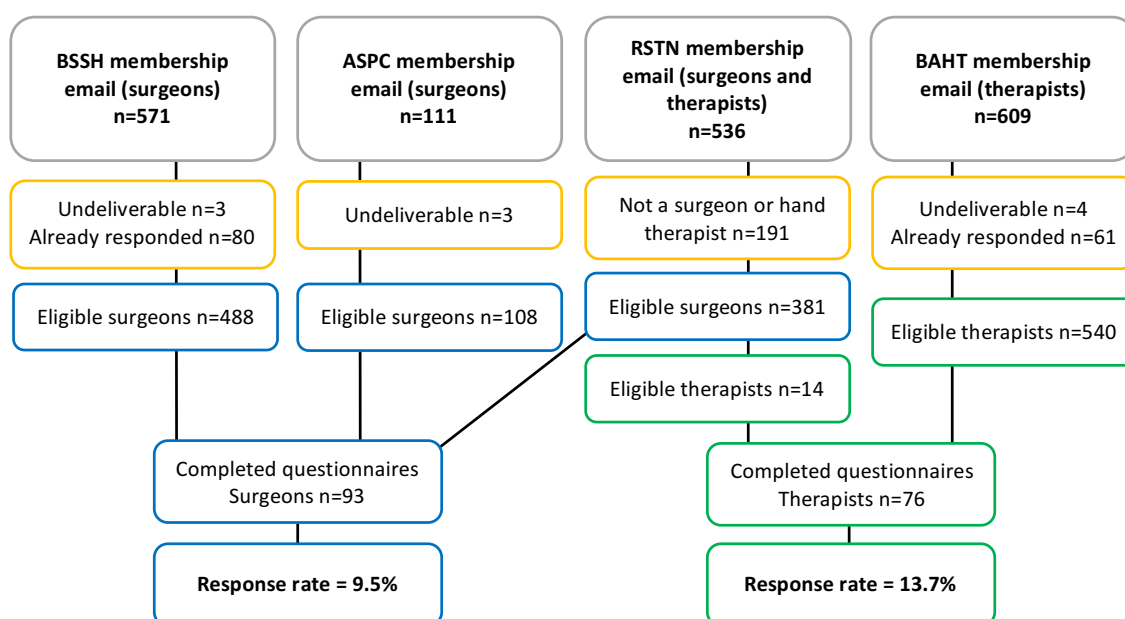 BSSH membership
email (surgeons)
n=571
ASPC membership
email (surgeons)
n=111
RSTN membership
email (surgeons and
therapists)
n=536
BAHT membership
email (therapists)
n=609
Undeliverable n=3
Already responded n=80
Undeliverable n=3
Not a surgeon or hand
therapist n=191
Undeliverable n=4
Already responded n=61
Eligible surgeons n=488
Eligible surgeons n=108
Eligible surgeons n=381
Eligible therapists n=540
Eligible therapists n=14
Completed questionnaires
Surgeons n=93
Completed questionnaires
Therapists n=76
Response rate = 9.5%
Response rate = 13.7%